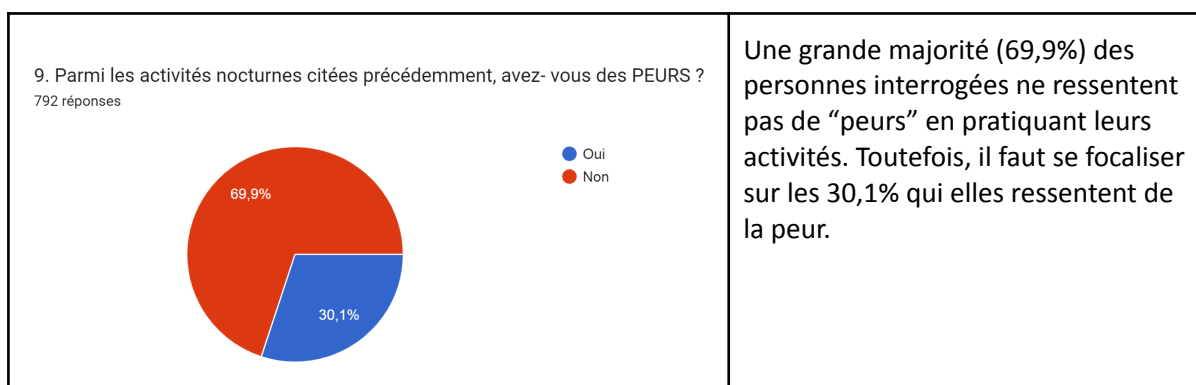 9. Parmi les activités nocturnes citées précédemment, avez- vous des PEURS ?
792 réponses
Oui
Non
69,9%
30,1%
Une grande majorité (69,9%) des
personnes interrogées ne ressentent
pas de “peurs” en pratiquant leurs
activités. Toutefois, il faut se focaliser
sur les 30,1% qui elles ressentent de
la peur.